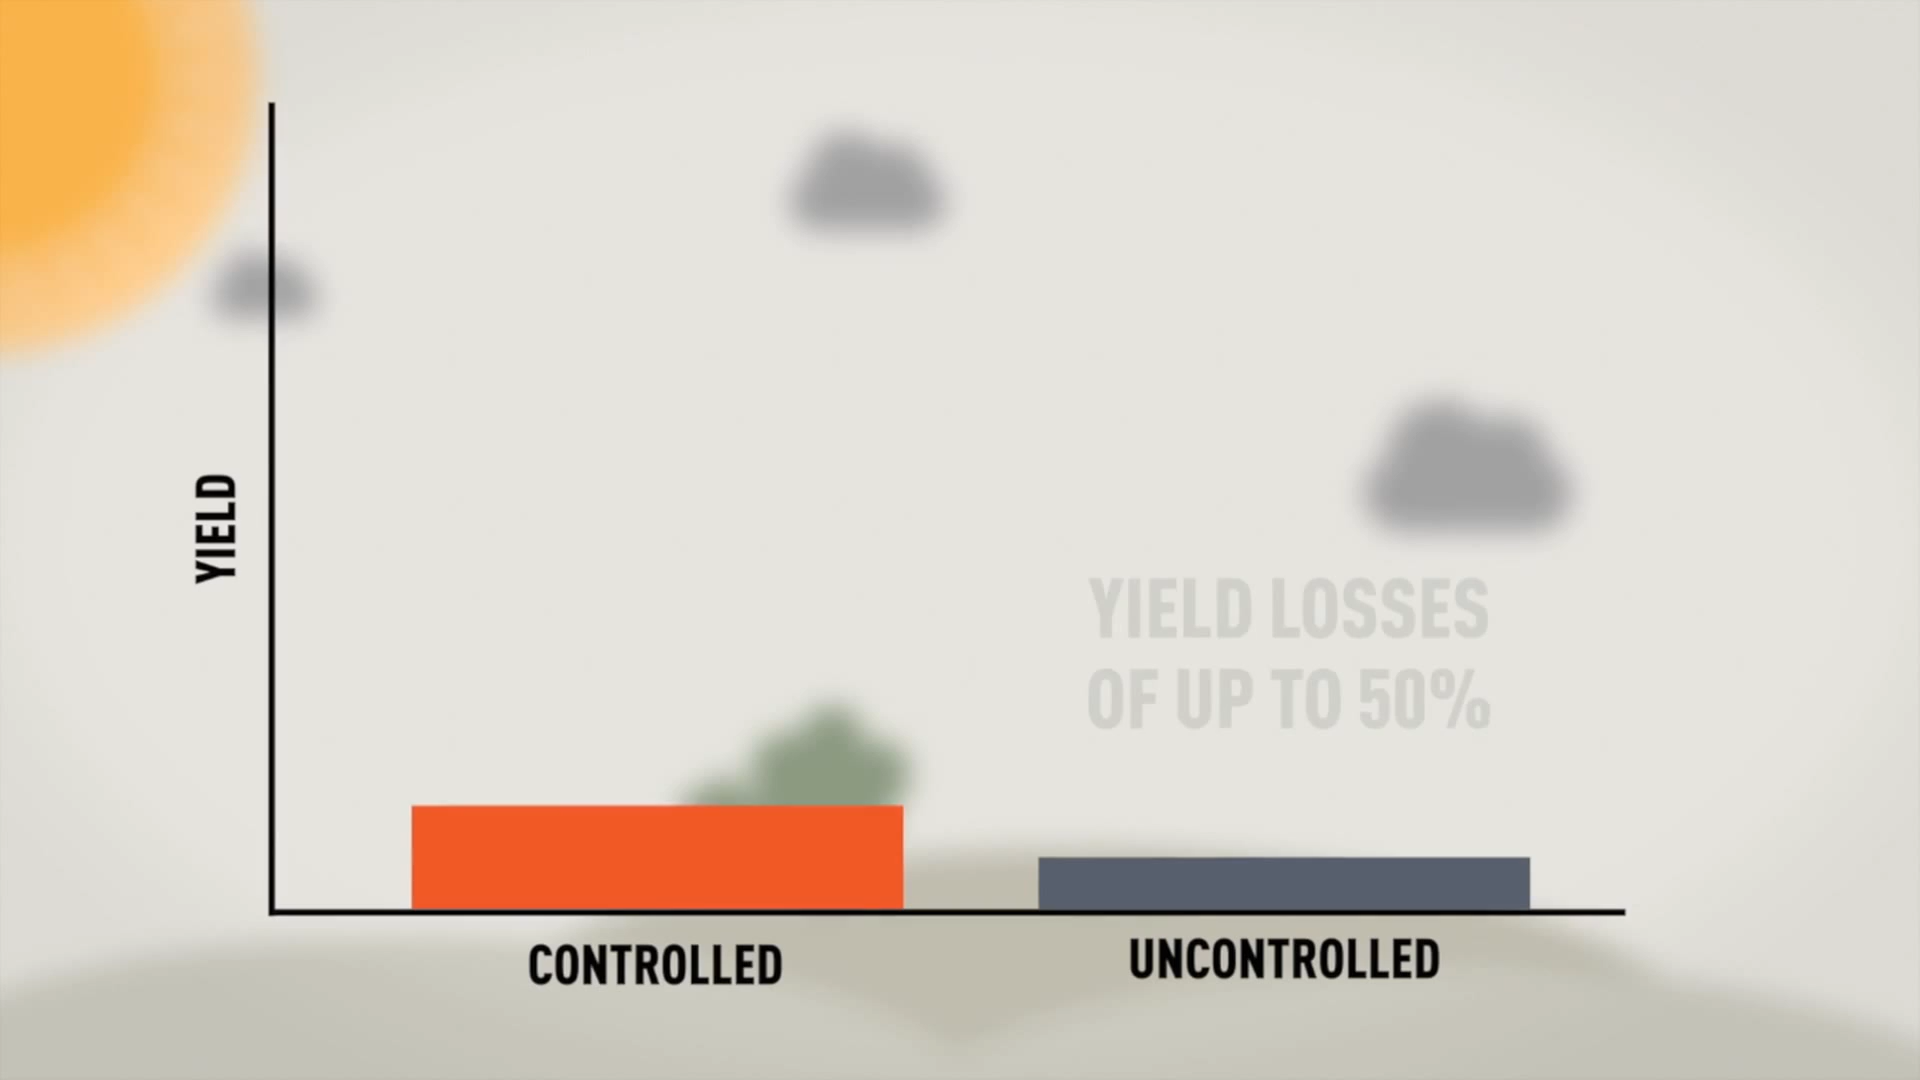 YIELD
YIELD LOSSES
OF UP TO 50%
CONTROLLED
UNCONTROLLED